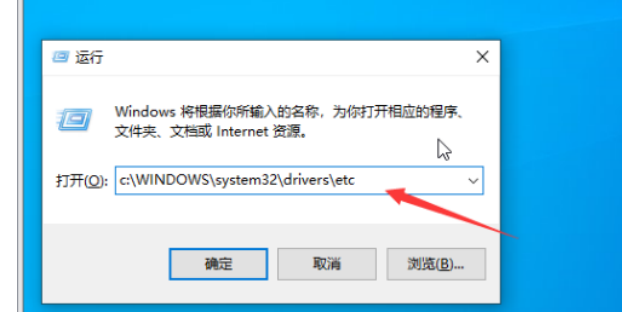 运行
Windows 将根据你所输入的名称，为你打开相应的程序、
文件夹、文档或 Internet 资源。
打开(O): c:\WINDOWS\system32\drivers\etc
确定 取消 浏览(B)...